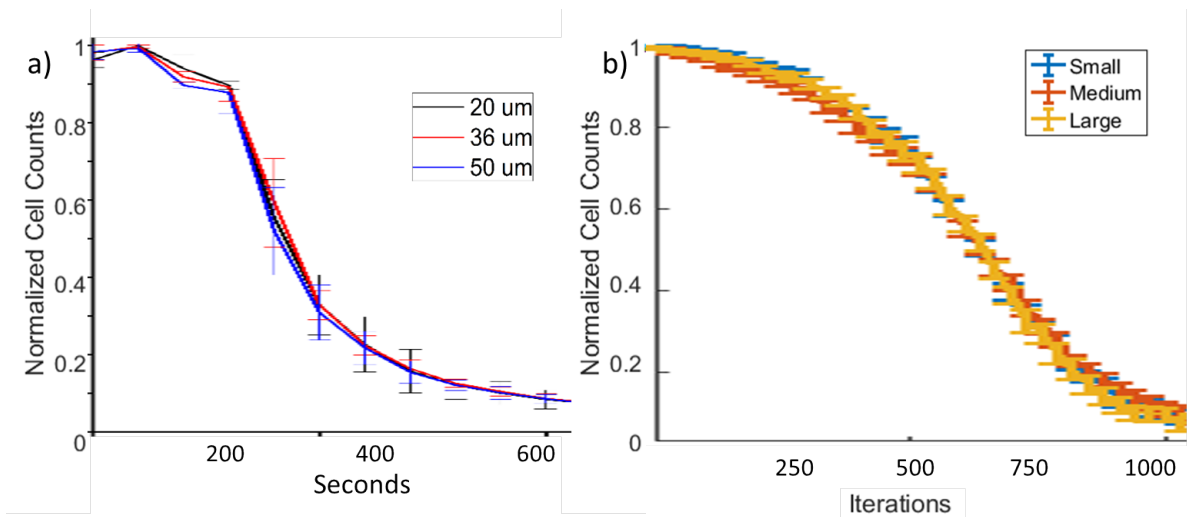 a)
Normalized Cell Counts
1
0.8
0.6
0.4
0.2
0
20 um
36 um
50 um
200
400
600
Seconds
b)
Normalized Cell Counts
1
0.8
0.6
0.4
0.2
0
Small
Medium
Large
250
500
750
1000
Iterations